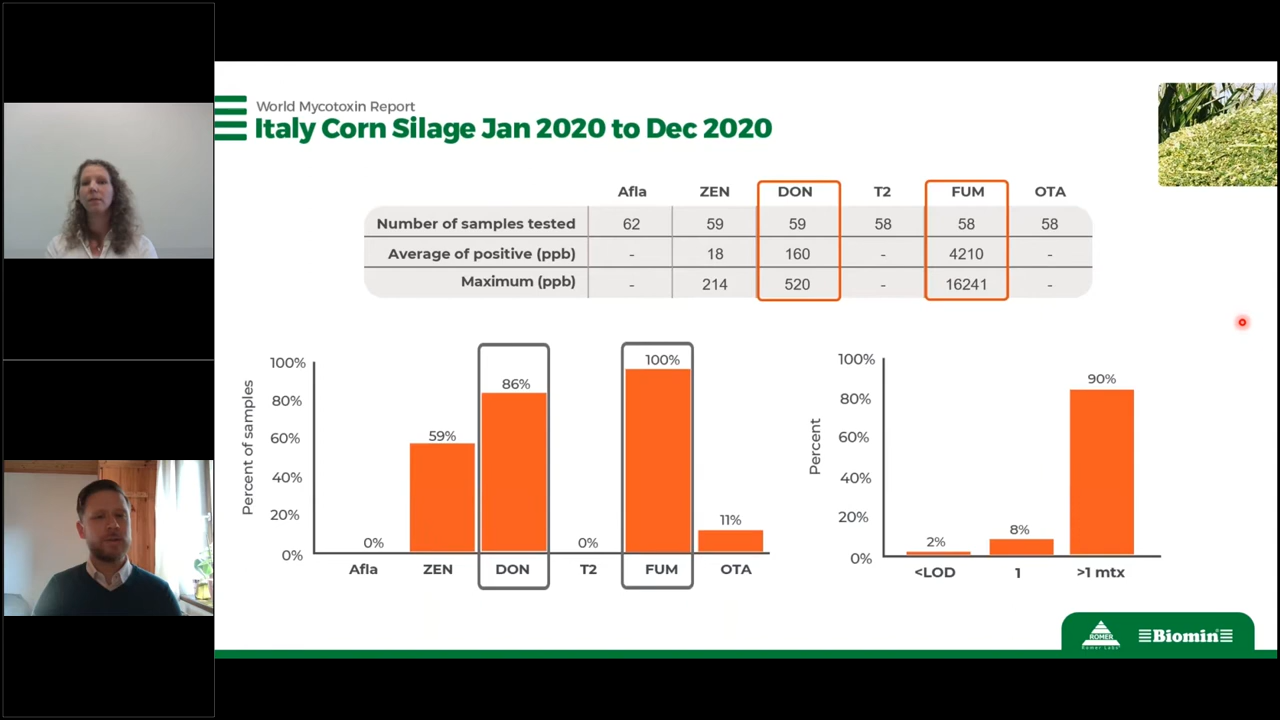 World Mycotoxin Report
Italy Corn Silage Jan 2020 to Dec 2020
Afla ZEN DON T2 FUM OTA
Number of samples tested 62 59 59 58 58 58
Average of positive (ppb) - 18 160 - 4210 -
Maximum (ppb) - 214 520 - 16241 -
Percent of samples
100%
80%
60%
40%
20%
0%
0% 59% 86% 0% 100% 11%
Afla ZEN DON T2 FUM OTA
Percent
100%
80%
60%
40%
20%
0%
2% 8% 90%
<LOD 1 >1 mtx
ROMER
Romer Labs®
Biomin®